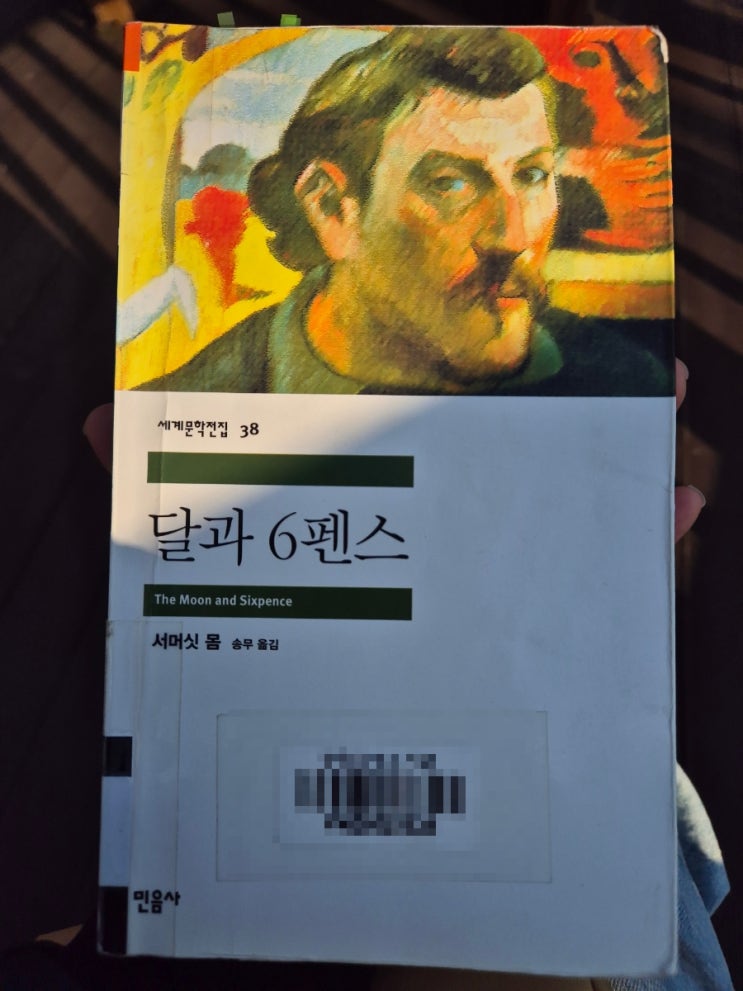 세계문학전집 38
달과 6펜스
The Moon and Sixpence
서머싯 몸 송무 옮김
민음사